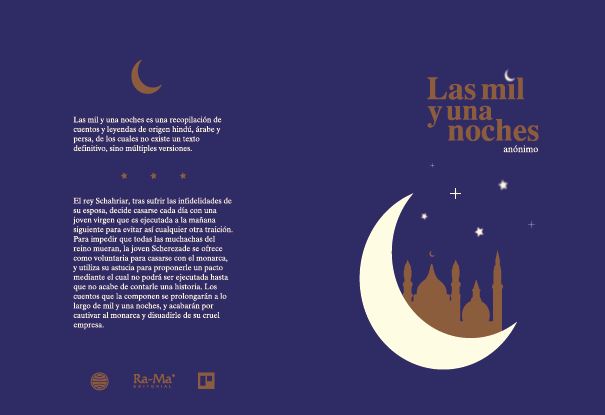 Las mil y una noches es una recopilación de
cuentos y leyendas de origen hindú, árabe y
persa, de los cuales no existe un texto
definitivo, sino múltiples versiones.
El rey Schahriar, tras sufrir las infidelidades de
su esposa, decide casarse cada día con una
joven virgen que es ejecutada a la mañana
siguiente para evitar así cualquier otra traición.
Para impedir que todas las muchachas del
reino mueran, la joven Scherezade se ofrece
como voluntaria para casarse con el monarca,
y utiliza su astucia para proponerle un pacto
mediante el cual no podrá ser ejecutada hasta
que no acabe de contarle una historia. Los
cuentos que la componen se prolongarán a lo
largo de mil y una noches, y acabarán por
cautivar al monarca y disuadirle de su cruel
empresa.
Ra-Ma®
EDITORIAL
Las mil
y una
noches
anónimo